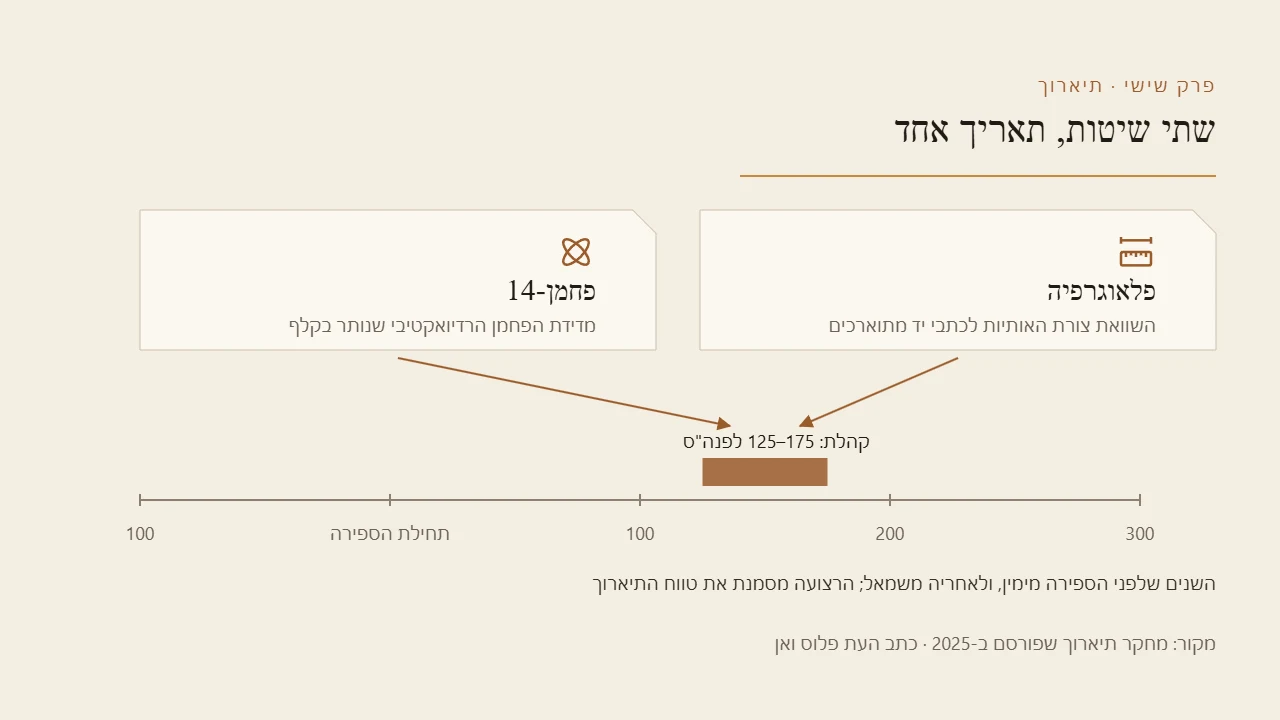 פרק שישי · תיארוך
שתי שיטות, תאריך אחד
פלאוגרפיה
השוואת צורת האותיות לכתבי יד מתוארכים
פחמן-14
מדידת הפחמן הרדיואקטיבי שנותר בקלף
קהלת: 175–125 לפנה"ס
300
200
100
תחילת הספירה
100
השנים שלפני הספירה מימין, ולאחריה משמאל; הרצועה מסמנת את טווח התיארוך
מקור: מחקר תיארוך שפורסם ב-2025 · כתב העת פלוס ואן